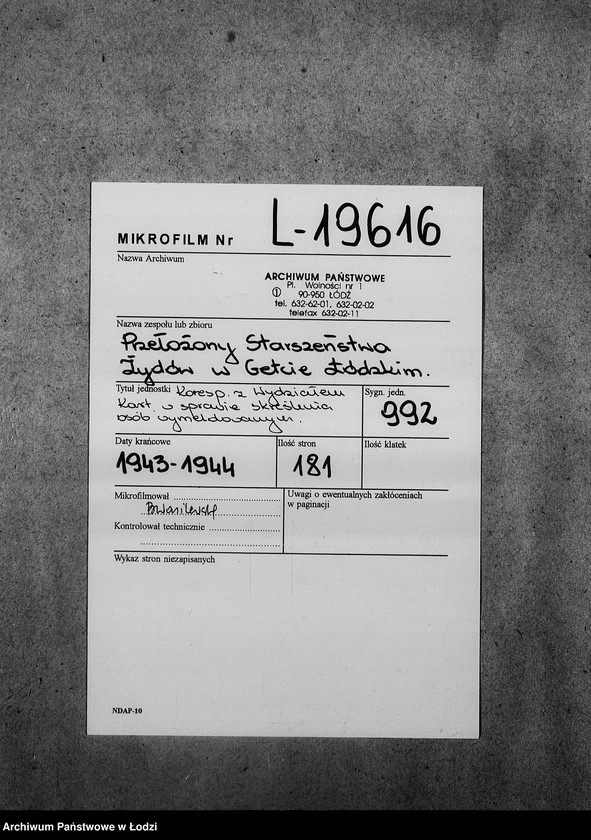 MIKROFILM Nr L-19616
Nazwa Archiwum
ARCHIWUM PAŃSTWOWE
Pl. Wolności nr 1
① 90-950 ŁÓDŹ
tel. 632-62-01, 632-02-02
telefax 632-02-11
Nazwa zespołu lub zbioru
Przełożony Starszeństwa
Żydów w Getcie Łódzkim.
Tytuł jednostki Koresp. z Wydziałem
Kart. w sprawie skreślenia
osób wymeldowanych.
Sygn. jedn.
992
Daty krańcowe
1943-1944
Ilość stron
181
Ilość klatek
Mikrofilmował
Kontrolował technicznie
Uwagi o ewentualnych zakłóceniach
w paginacji
Wykaz stron niezapisanych
NDAP-10
Archiwum Państwowe w Łodzi